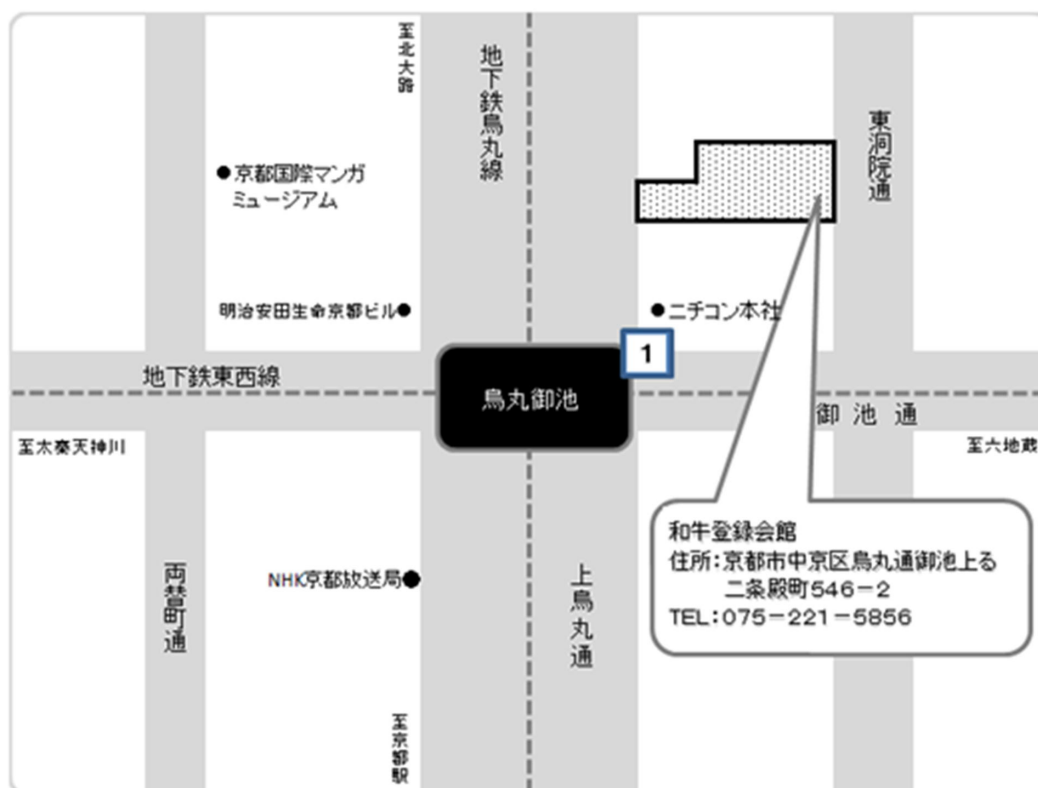 至北大路
地下鉄烏丸線
東洞院通
京都国際マンガ
ミュージアム
明治安田生命京都ビル
ニチコン本社
1
地下鉄東西線
烏丸御池
御池通
至太秦天神川
至六地蔵
和牛登録会館
住所:京都市中京区烏丸通御池上る
二条殿町546-2
TEL:075-221-5856
両替町通
NHK京都放送局
上烏丸通
至京都駅